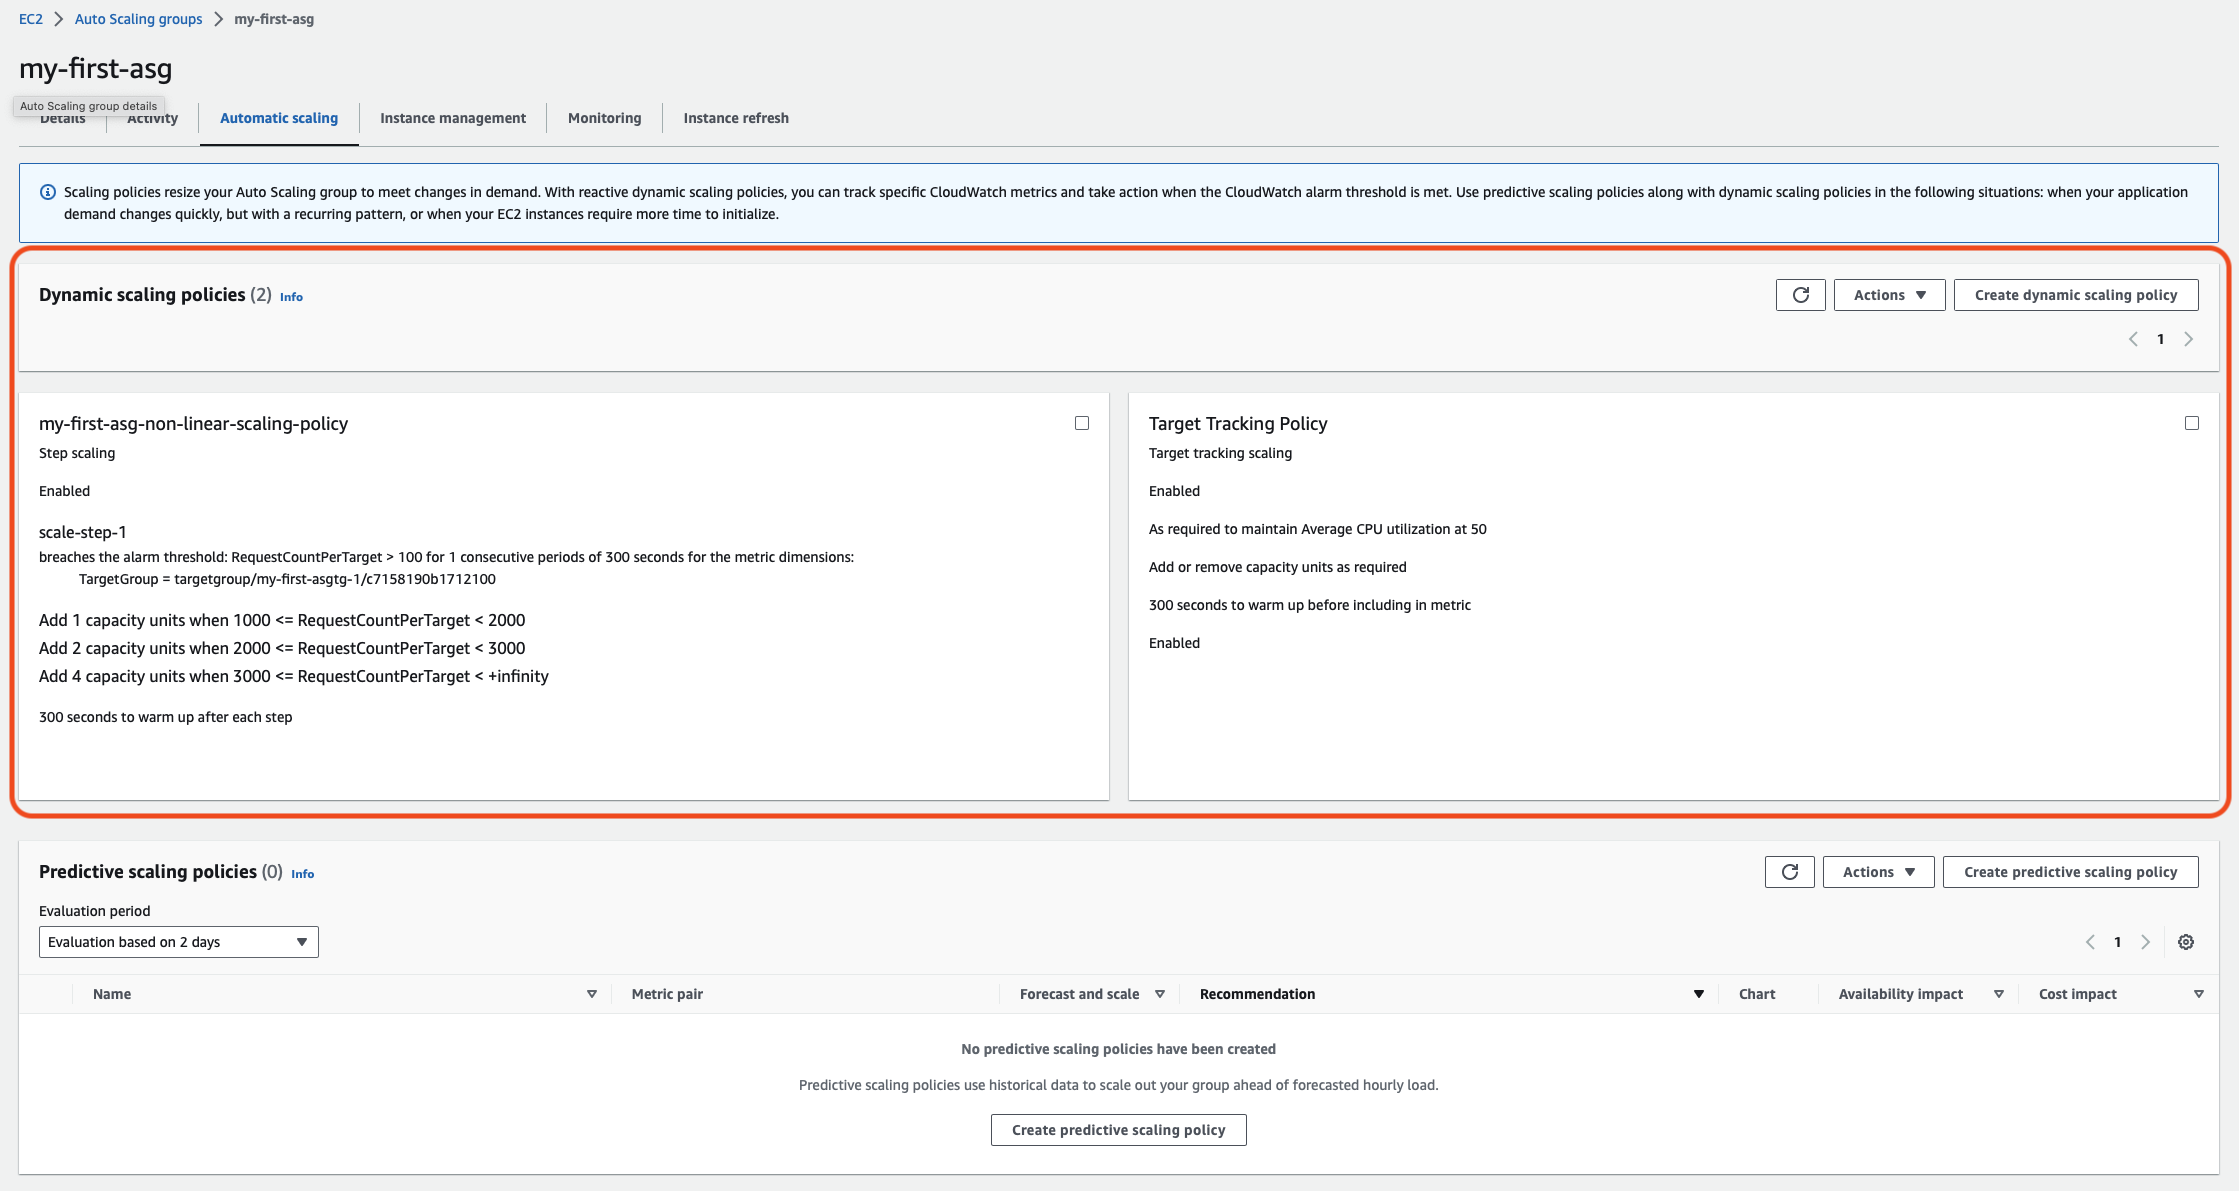 EC2 > Auto Scaling groups > my-first-asg
my-first-asg
Auto Scaling group details
Details Activity Automatic scaling Instance management Monitoring Instance refresh
Scaling policies resize your Auto Scaling group to meet changes in demand. With reactive dynamic scaling policies, you can track specific CloudWatch metrics and take action when the CloudWatch alarm threshold is met. Use predictive scaling policies along with dynamic scaling policies in the following situations: when your application
demand changes quickly, but with a recurring pattern, or when your EC2 instances require more time to initialize.
Dynamic scaling policies (2) Info
Actions Create dynamic scaling policy
1
my-first-asg-non-linear-scaling-policy
Step scaling
Enabled
scale-step-1
breaches the alarm threshold: RequestCountPerTarget > 100 for 1 consecutive periods of 300 seconds for the metric dimensions:
TargetGroup = targetgroup/my-first-asgtg-1/c7158190b1712100
Add 1 capacity units when 1000 <= RequestCountPerTarget < 2000
Add 2 capacity units when 2000 <= RequestCountPerTarget < 3000
Add 4 capacity units when 3000 <= RequestCountPerTarget < +infinity
300 seconds to warm up after each step
Target Tracking Policy
Target tracking scaling
Enabled
As required to maintain Average CPU utilization at 50
Add or remove capacity units as required
300 seconds to warm up before including in metric
Enabled
Predictive scaling policies (0) Info
Actions Create predictive scaling policy
Evaluation period
Evaluation based on 2 days
1
Name Metric pair Forecast and scale Recommendation Chart Availability impact Cost impact
No predictive scaling policies have been created
Predictive scaling policies use historical data to scale out your group ahead of forecasted hourly load.
Create predictive scaling policy